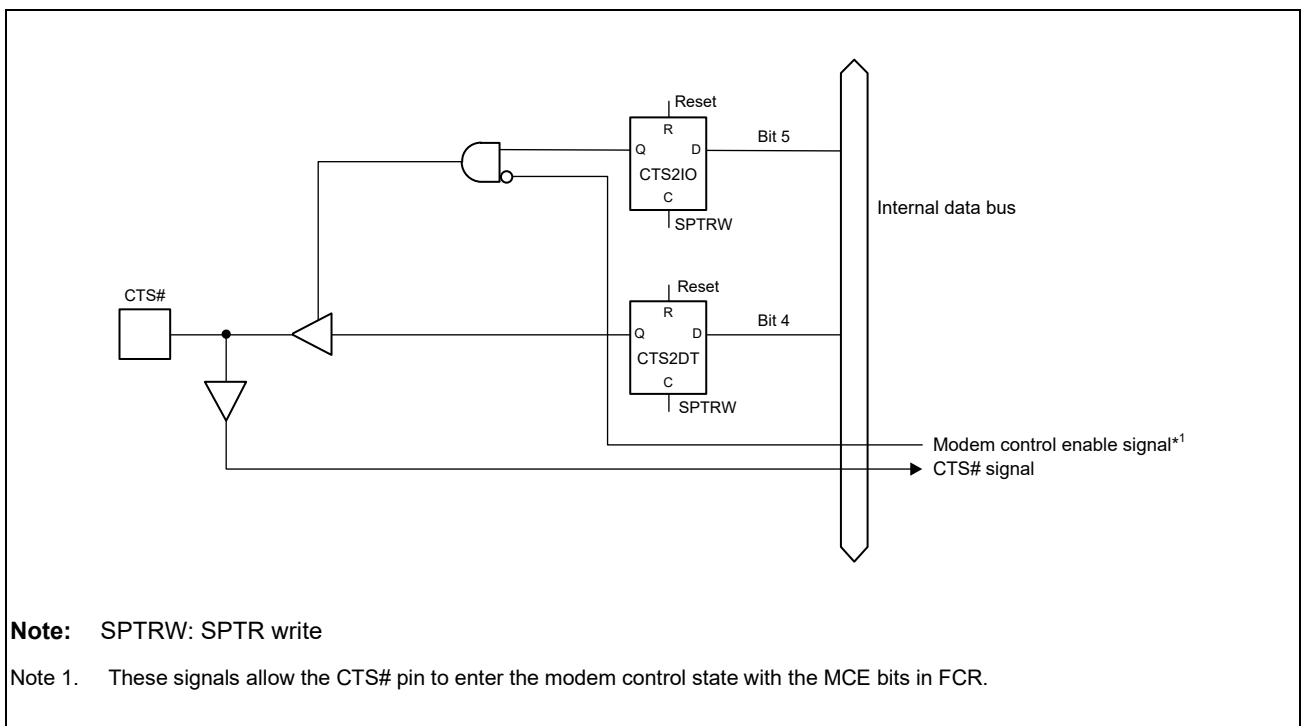 Reset
R
Bit 5
Q
D
CTS2IO
C
SPTRW
Internal data bus
CTS#
Reset
R
Bit 4
Q
D
CTS2DT
C
SPTRW
Modem control enable signal*1
CTS# signal
Note: SPTRW: SPTR write
Note 1. These signals allow the CTS# pin to enter the modem control state with the MCE bits in FCR.